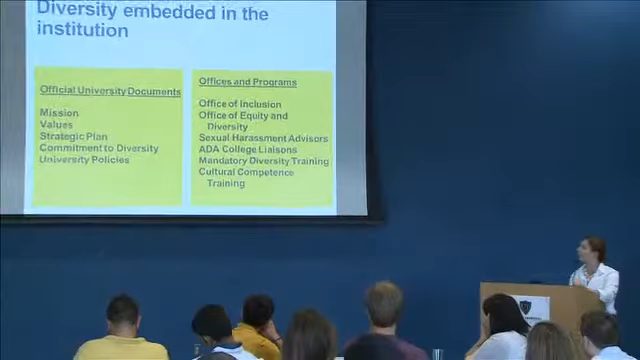 Diversity embedded in the
institution
Official University Documents
Mission
Values
Strategic Plan
Commitment to Diversity
University Policies
Offices and Programs
Office of Inclusion
Office of Equity and
Diversity
Sexual Harassment Advisors
ADA College Liaisons
Mandatory Diversity Training
Cultural Competence
Training